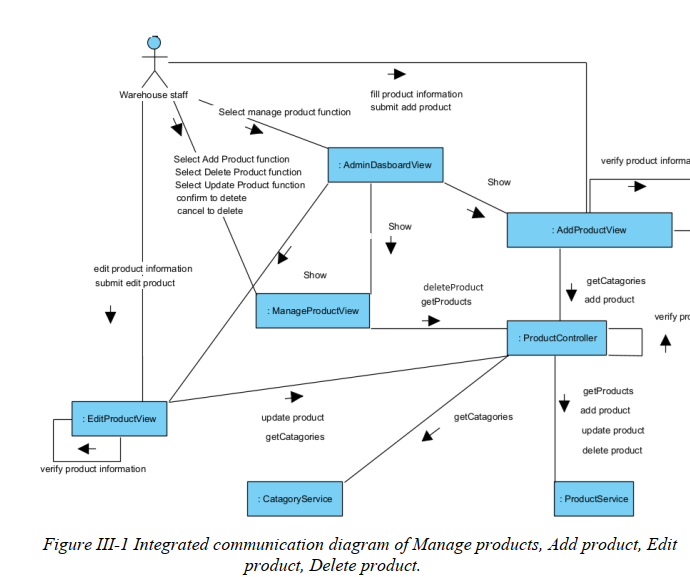 fill product information
submit add product
Warehouse staff
Select manage product function
Select Add Product function
Select Delete Product function
Select Update Product function
confirm to detete
cancel to delete
: AdminDasboardView
verify product informa
Show
: AddProductView
Show
edit product information
submit edit product
Show
getCatagories
add product
deleteProduct
getProducts
: ManageProductView
verify pro
: ProductController
getProducts
add product
update product
delete product
update product
getCatagories
getCatagories
: EditProductView
verify product information
: CatagoryService
: ProductService
Figure III-1 Integrated communication diagram of Manage products, Add product, Edit
product, Delete product.